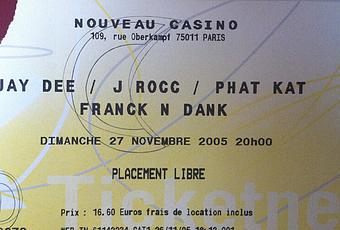 NOUVEAU CASINO
109, rue Oberkampf 75011 PARIS
JAY DEE / J ROCC / PHAT KAT
FRANCK N DANK
DIMANCHE 27 NOVEMBRE 2005 20h00
PLACEMENT LIBRE
Ticketne
Prix : 16.60 Euros frais de location inclus